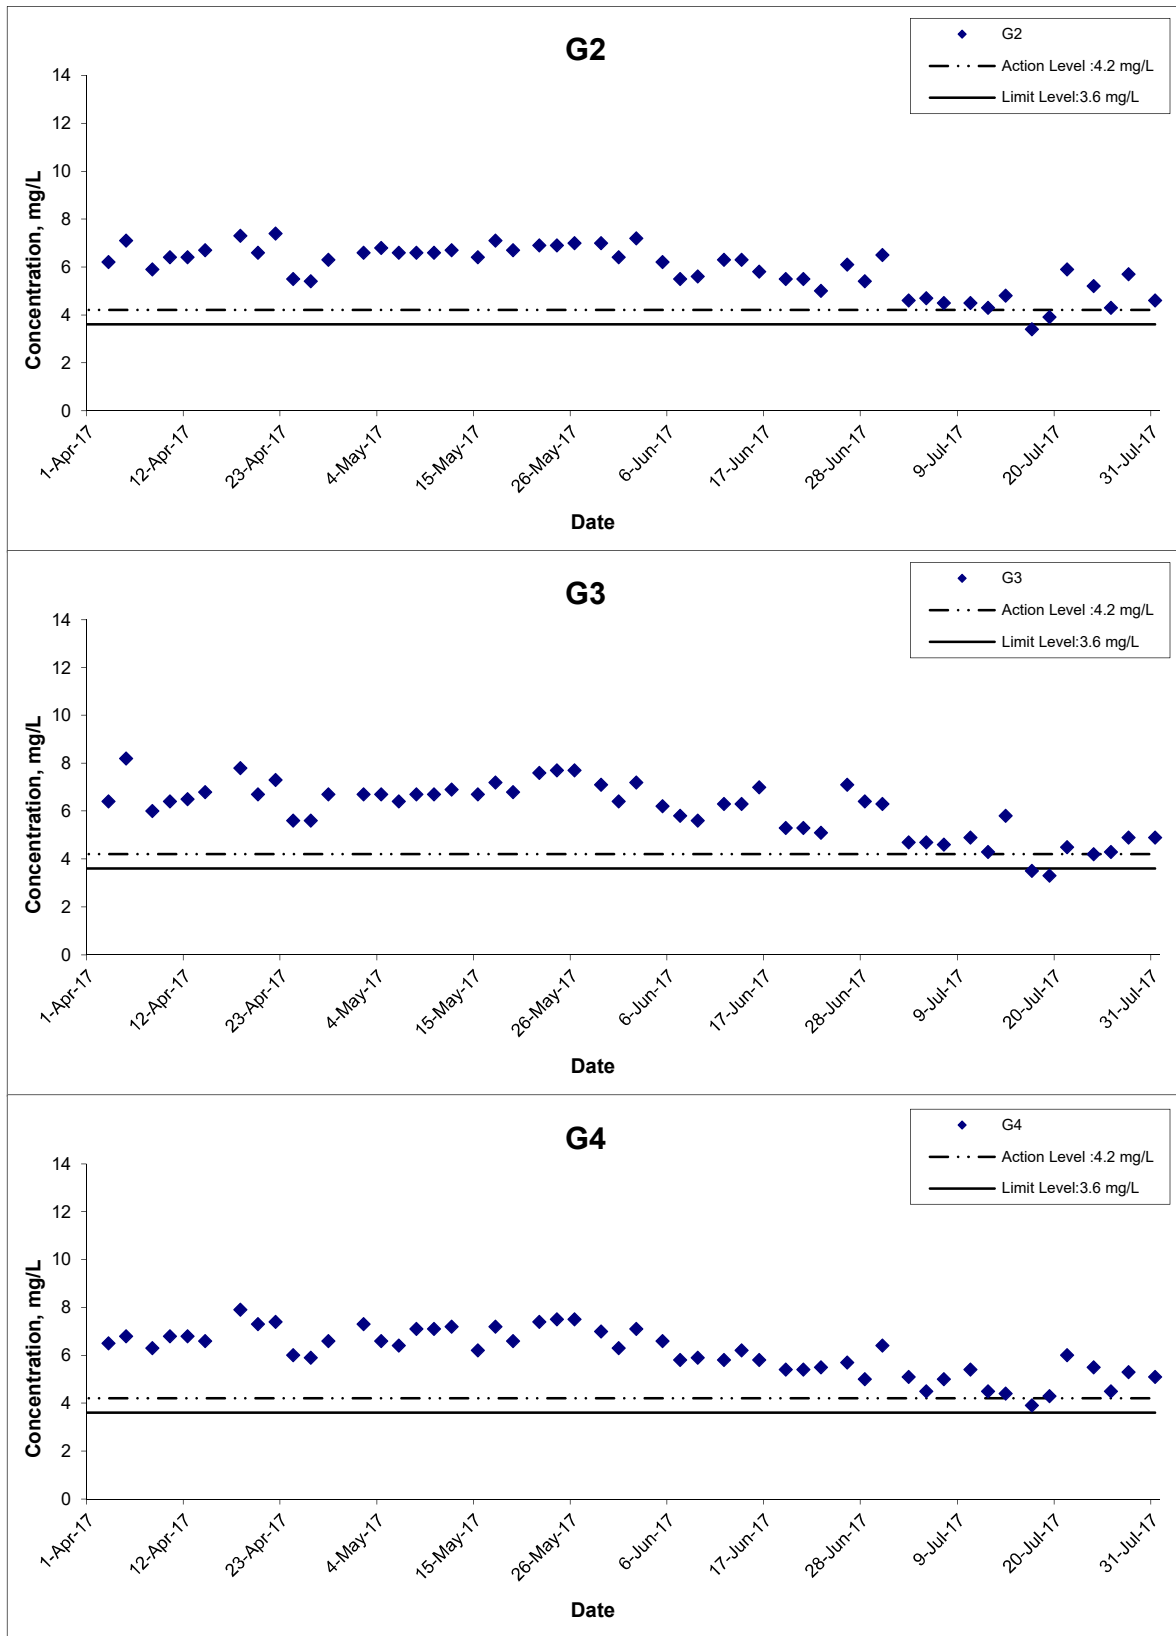 G2
G2
Action Level :4.2 mg/L
Limit Level:3.6 mg/L
Concentration, mg/L
14
12
10
8
6
4
2
0
1-Apr-17
12-Apr-17
23-Apr-17
4-May-17
15-May-17
26-May-17
6-Jun-17
17-Jun-17
28-Jun-17
9-Jul-17
20-Jul-17
31-Jul-17
Date
G3
G3
Action Level :4.2 mg/L
Limit Level:3.6 mg/L
Concentration, mg/L
14
12
10
8
6
4
2
0
1-Apr-17
12-Apr-17
23-Apr-17
4-May-17
15-May-17
26-May-17
6-Jun-17
17-Jun-17
28-Jun-17
9-Jul-17
20-Jul-17
31-Jul-17
Date
G4
G4
Action Level :4.2 mg/L
Limit Level:3.6 mg/L
Concentration, mg/L
14
12
10
8
6
4
2
0
1-Apr-17
12-Apr-17
23-Apr-17
4-May-17
15-May-17
26-May-17
6-Jun-17
17-Jun-17
28-Jun-17
9-Jul-17
20-Jul-17
31-Jul-17
Date